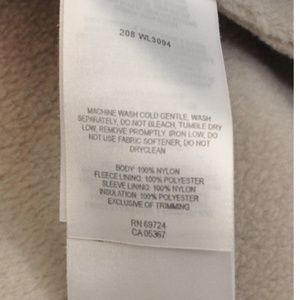 208 WL3094
MACHINE WASH COLD GENTLE, WASH
SEPARATELY, DO NOT BLEACH, TUMBLE DRY
LOW, REMOVE PROMPTLY, IRON LOW, DO
NOT USE FABRIC SOFTENER, DO NOT
DRYCLEAN
BODY: 100% NYLON
FLEECE LINING: 100% POLYESTER
SLEEVE LINING: 100% NYLON
INSULATION: 100% POLYESTER
EXCLUSIVE OF TRIMMING
RN 69724
CA 05367